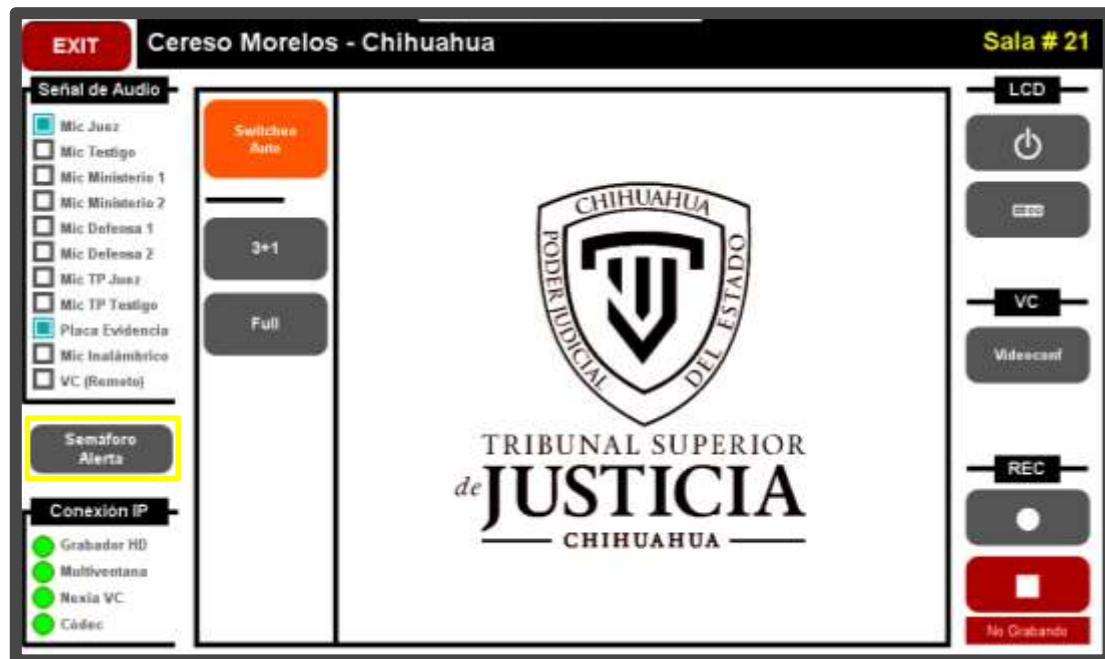 EXIT
Cereso Morelos - Chihuahua
Sala # 21
Señal de Audio
Mic Juez
Mic Testigo
Mic Ministerio 1
Mic Ministerio 2
Mic Defensa 1
Mic Defensa 2
Mic TP Juez
Mic TP Testigo
Placa Evidencia
Mic Inalámbrico
VC (Remoto)
Semáforo
Alerta
Conexión IP
Grabador HD
Multiventana
Nexia VC
Códec
Switcheo
Auto
3+1
Full
CHIHUAHUA
PODER JUDICIAL
DEL ESTADO
TRIBUNAL SUPERIOR
de JUSTICIA
CHIHUAHUA
LCD
VC
Videoconf
REC
No Grabando